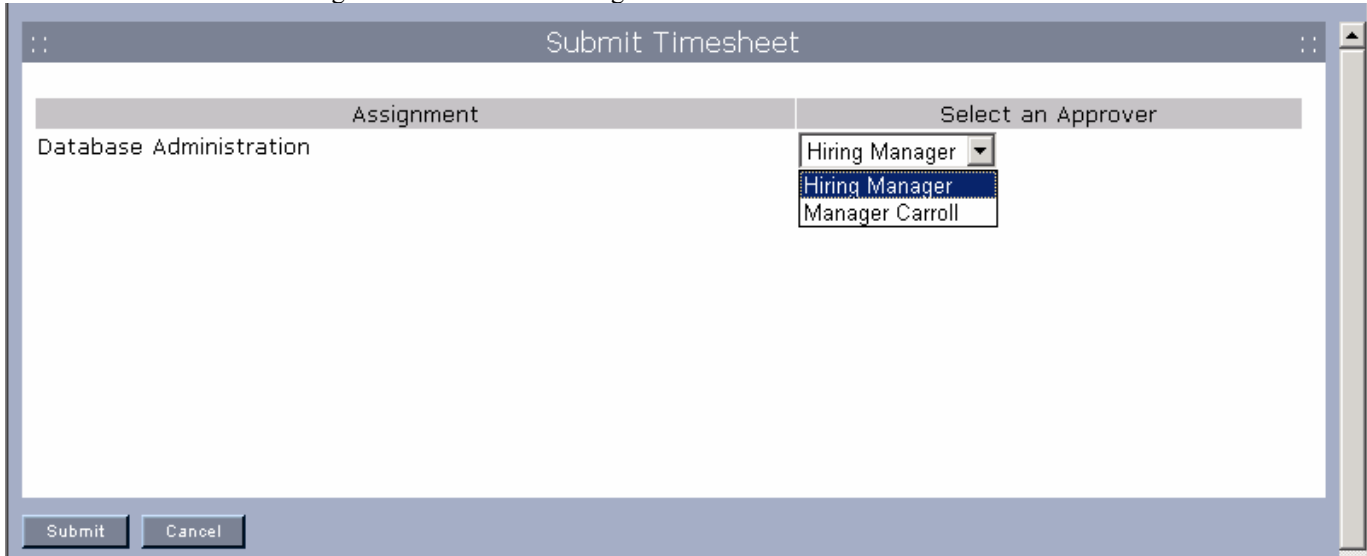 :: Submit Timesheet ::
Assignment Select an Approver
Database Administration Hiring Manager
Hiring Manager
Manager Carroll
Submit Cancel